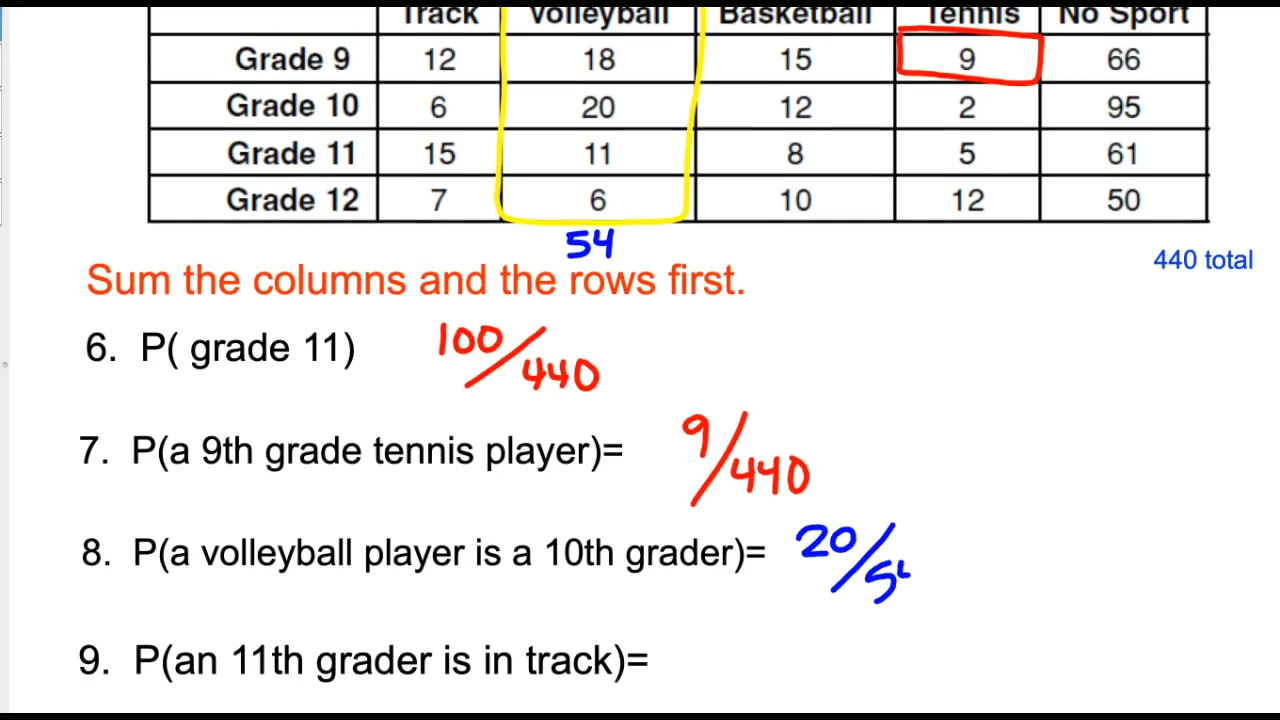 Track Volleyball Basketball Tennis No Sport
Grade 9 12 18 15 9 66
Grade 10 6 20 12 2 95
Grade 11 15 11 8 5 61
Grade 12 7 6 10 12 50
54
440 total
Sum the columns and the rows first.
6. P( grade 11) 100/440
7. P(a 9th grade tennis player)= 9/440
8. P(a volleyball player is a 10th grader)= 20/5
9. P(an 11th grader is in track)=